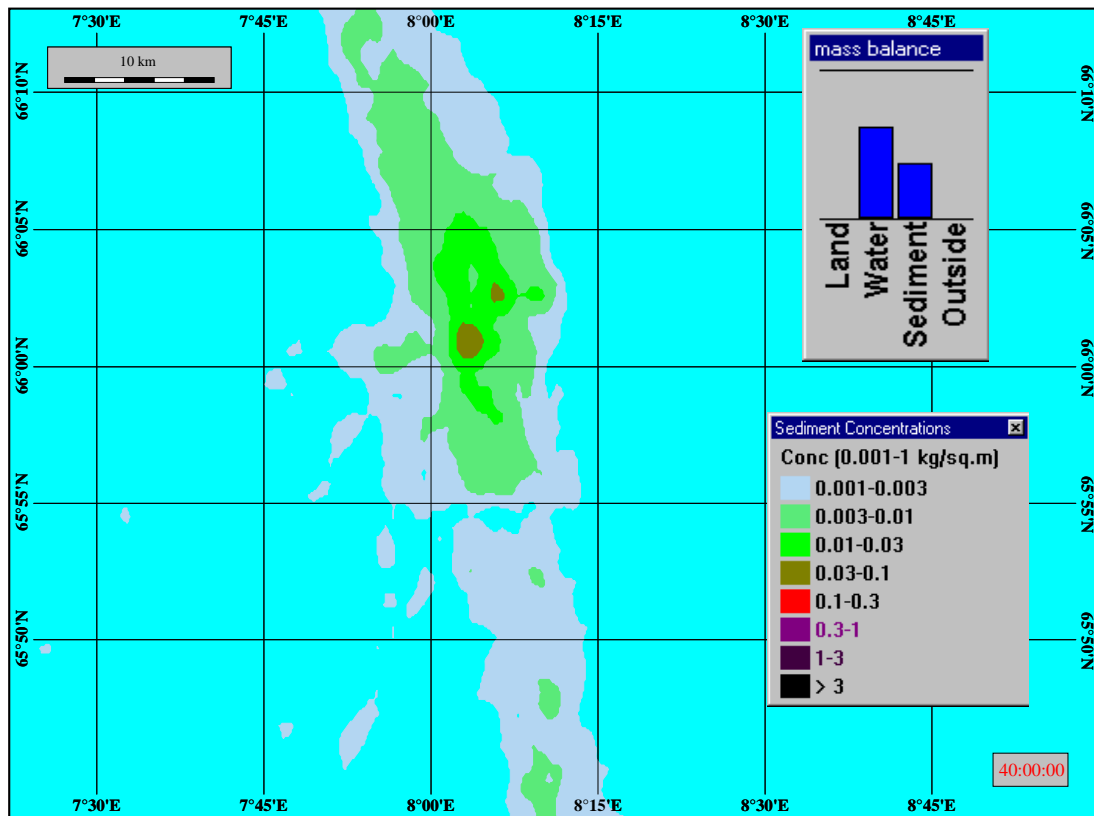 7°30'E 7°45'E 8°00'E 8°15'E 8°30'E 8°45'E
10 km
mass balance
Land
Water
Sediment
Outside
66°10'N 66°10'N
66°05'N 66°05'N
66°00'N 66°00'N
65°55'N 65°55'N
65°50'N 65°50'N
Sediment Concentrations
Conc (0.001-1 kg/sq.m)
0.001-0.003
0.003-0.01
0.01-0.03
0.03-0.1
0.1-0.3
0.3-1
1-3
> 3
40:00:00
7°30'E 7°45'E 8°00'E 8°15'E 8°30'E 8°45'E